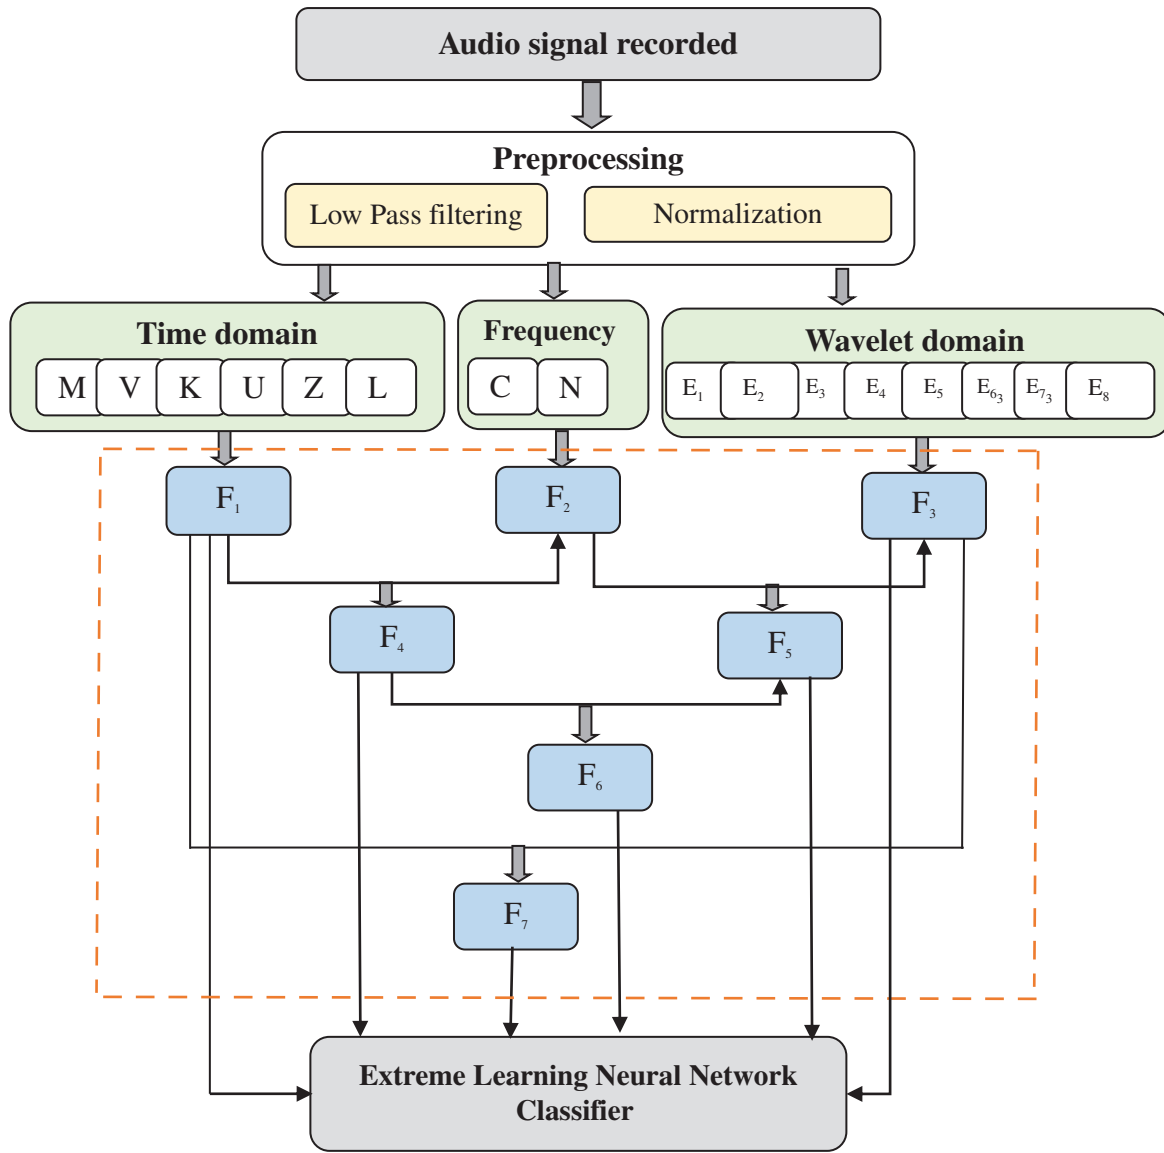 Audio signal recorded
Preprocessing
Low Pass filtering
Normalization
Time domain
M V K U Z L
Frequency
C N
Wavelet domain
E₁ E₂ E₃ E₄ E₅ E₆₃ E₇₃ E₈
F₁
F₂
F₃
F₄
F₅
F₆
F₇
Extreme Learning Neural Network
Classifier